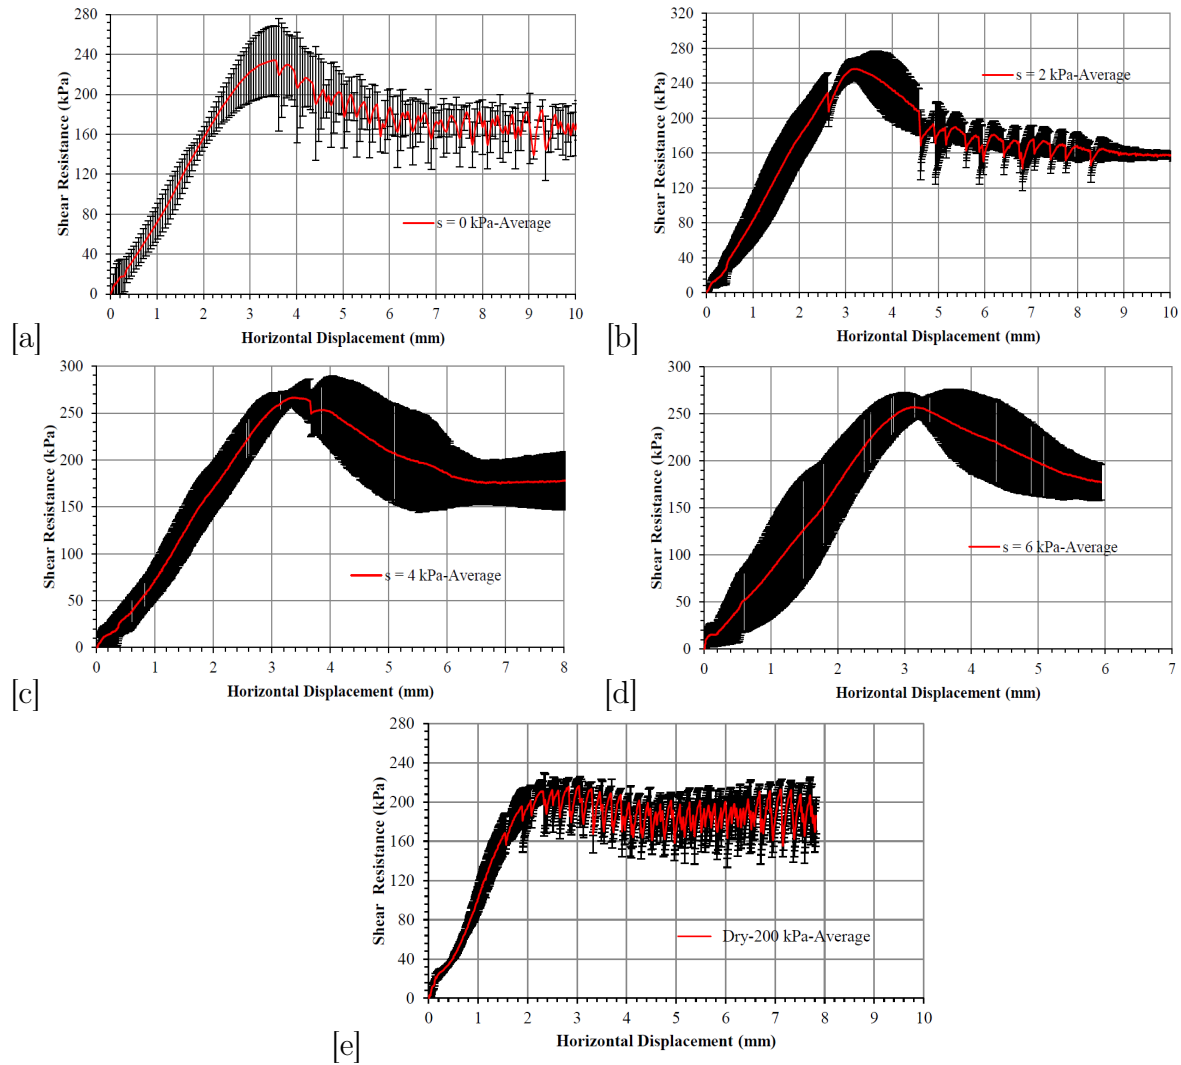 280
240
200
160
120
80
40
0
Shear Resistance (kPa)
s = 0 kPa-Average
0 1 2 3 4 5 6 7 8 9 10
Horizontal Displacement (mm)
[a]
320
280
240
200
160
120
80
40
0
Shear Resistance (kPa)
s = 2 kPa-Average
0 1 2 3 4 5 6 7 8 9 10
Horizontal Displacement (mm)
[b]
300
250
200
150
100
50
0
Shear Resistance (kPa)
s = 4 kPa-Average
0 1 2 3 4 5 6 7 8
Horizontal Displacement (mm)
[c]
300
250
200
150
100
50
0
Shear Resistance (kPa)
s = 6 kPa-Average
0 1 2 3 4 5 6 7
Horizontal Displacement (mm)
[d]
280
240
200
160
120
80
40
0
Shear Resistance (kPa)
Dry-200 kPa-Average
0 1 2 3 4 5 6 7 8 9 10
Horizontal Displacement (mm)
[e]